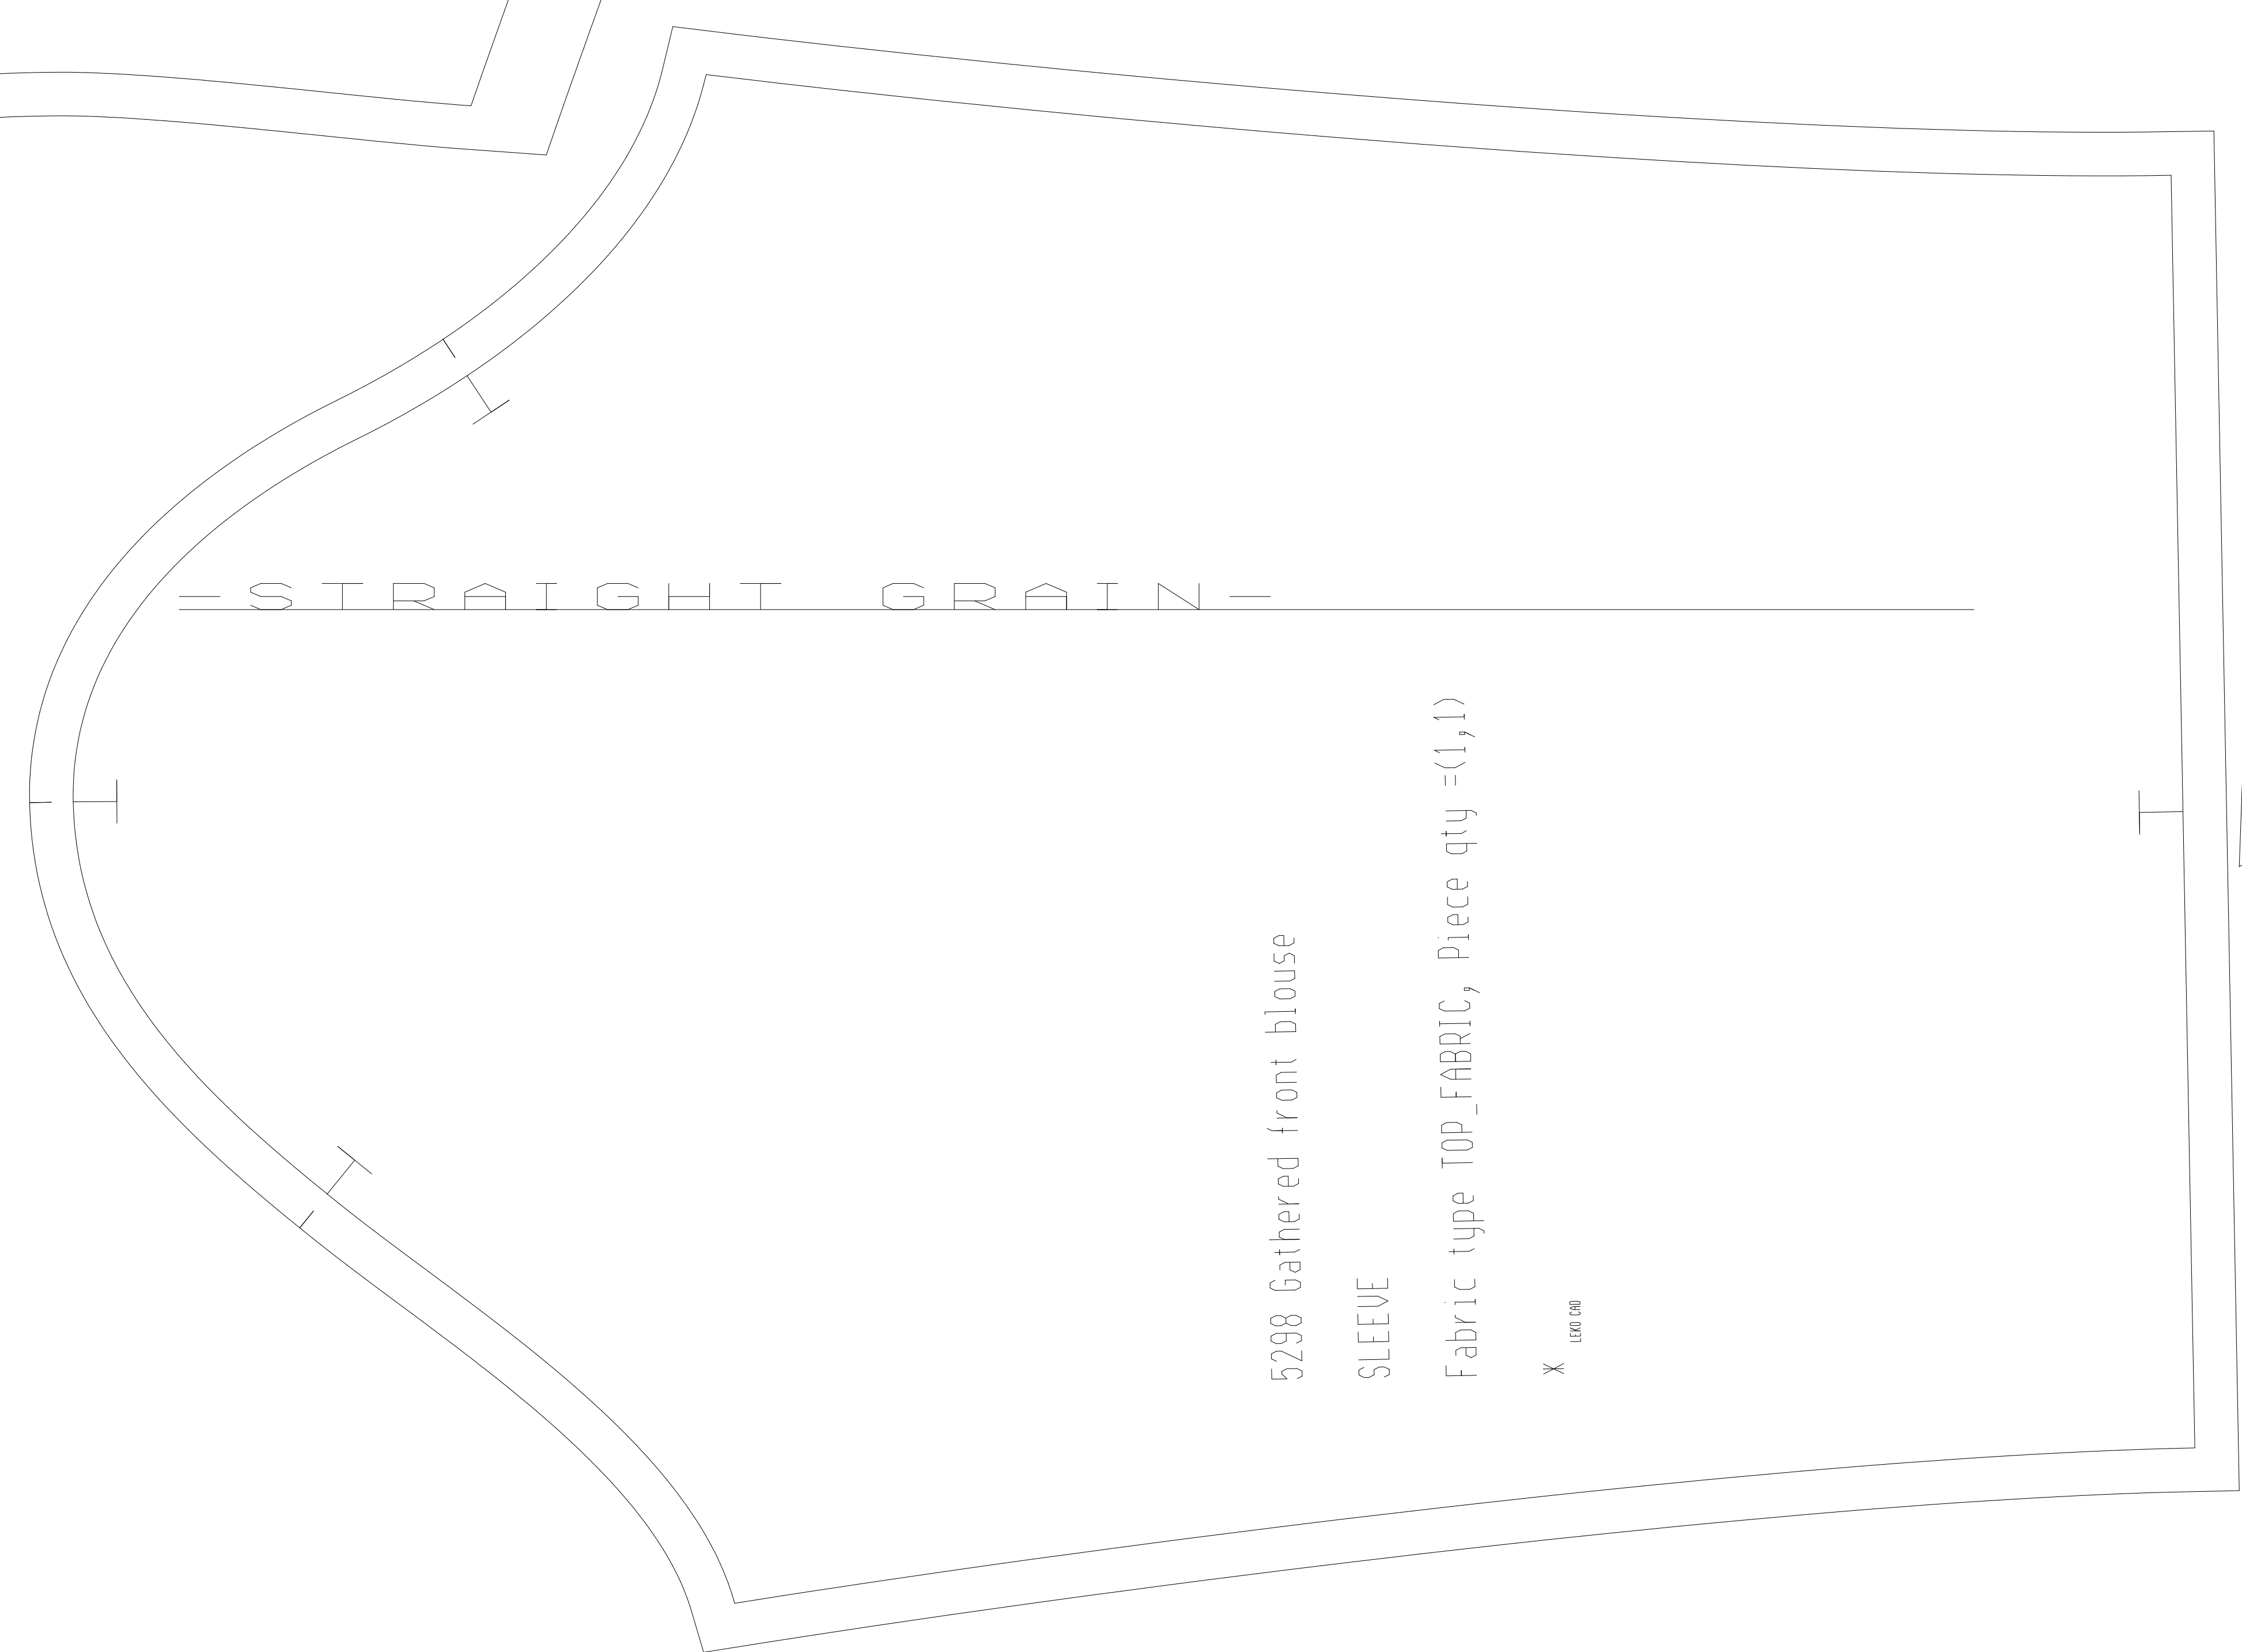 -STRAIGHT GRAIN-
5298 Gathered front blouse
SLEEVE
Fabric type TOP_FABRIC, Piece qty =(1,1)
* LEKO CAD